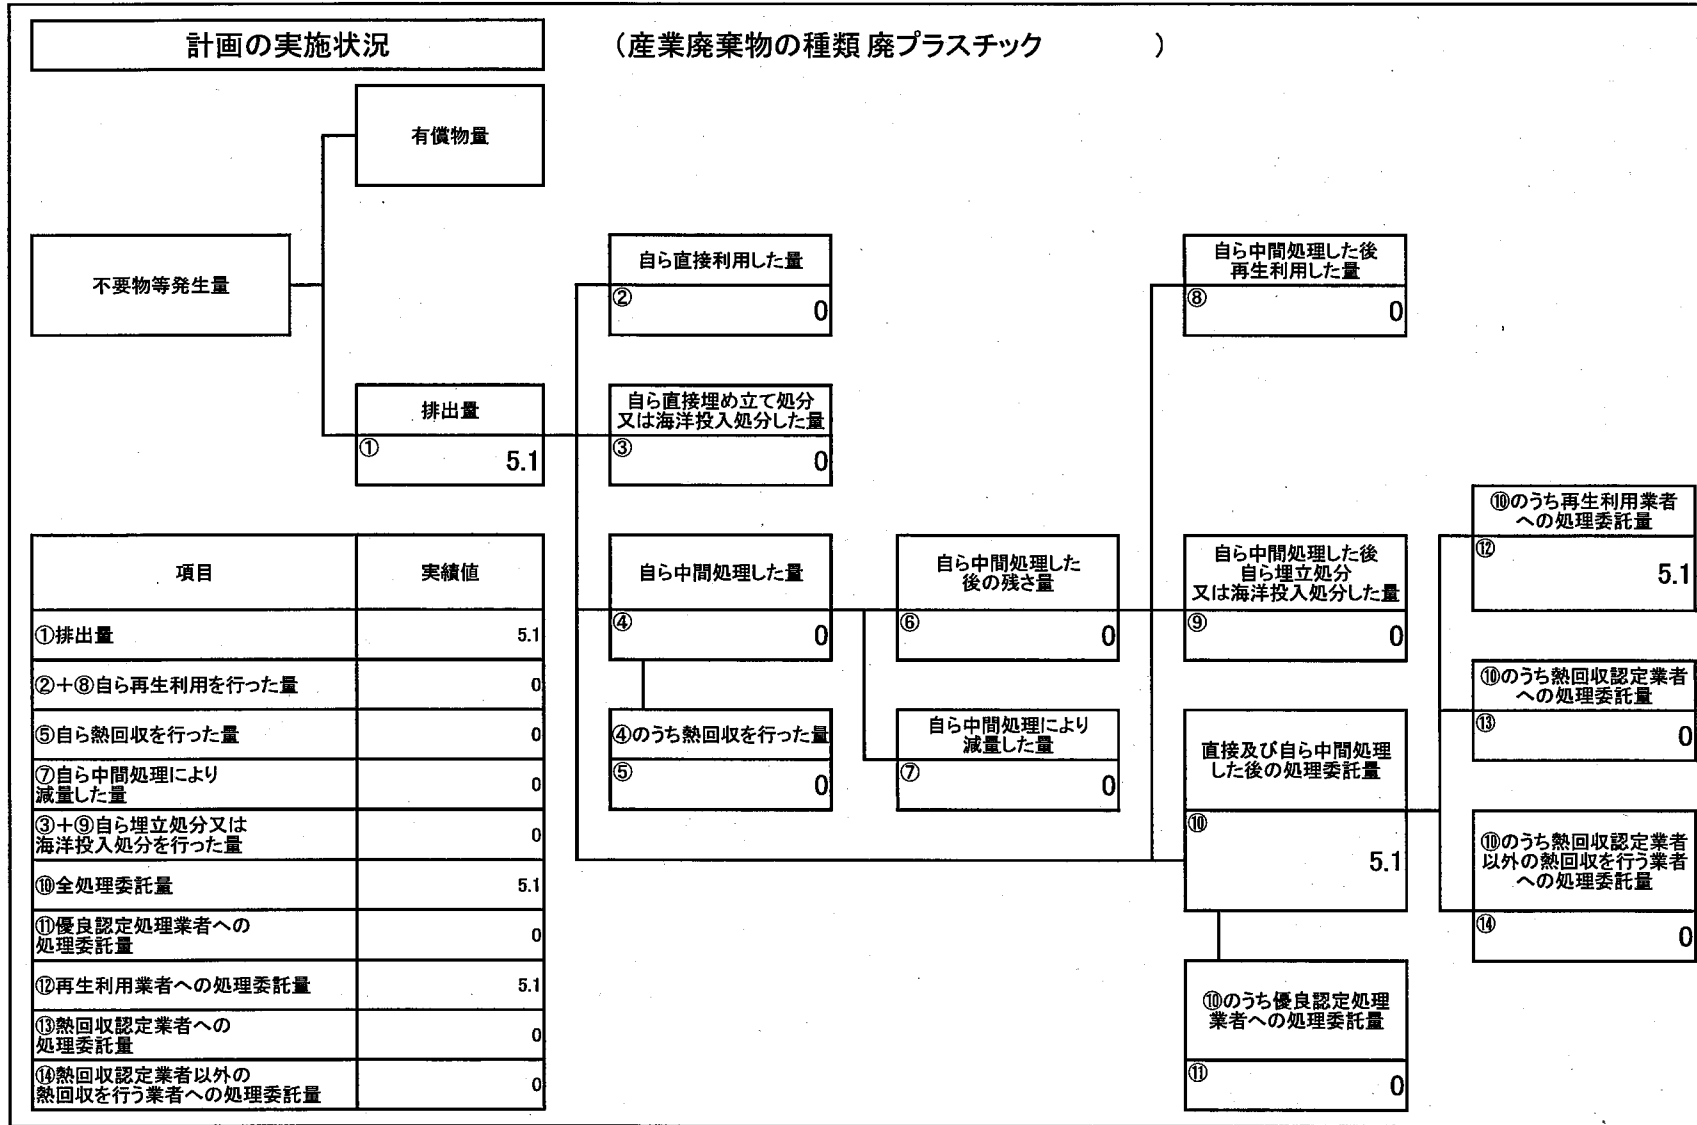 計画の実施状況
（産業廃棄物の種類 廃プラスチック　　　　）
有償物量
不要物等発生量
排出量
①
5.1
自ら直接利用した量
②
0
自ら直接埋め立て処分
又は海洋投入処分した量
③
0
自ら中間処理した量
④
0
④のうち熱回収を行った量
⑤
0
自ら中間処理した
後の残さ量
⑥
0
自ら中間処理により
減量した量
⑦
0
自ら中間処理した後
再生利用した量
⑧
0
自ら中間処理した後
自ら埋立処分
又は海洋投入処分した量
⑨
0
直接及び自ら中間処理
した後の処理委託量
⑩
5.1
⑩のうち優良認定処理
業者への処理委託量
⑪
0
⑩のうち再生利用業者
への処理委託量
⑫
5.1
⑩のうち熱回収認定業者
への処理委託量
⑬
0
⑩のうち熱回収認定業者
以外の熱回収を行う業者
への処理委託量
⑭
0
項目 実績値
①排出量 5.1
②＋⑧自ら再生利用を行った量 0
⑤自ら熱回収を行った量 0
⑦自ら中間処理により
減量した量 0
③＋⑨自ら埋立処分又は
海洋投入処分を行った量 0
⑩全処理委託量 5.1
⑪優良認定処理業者への
処理委託量 0
⑫再生利用業者への処理委託量 5.1
⑬熱回収認定業者への
処理委託量 0
⑭熱回収認定業者以外の
熱回収を行う業者への処理委託量 0